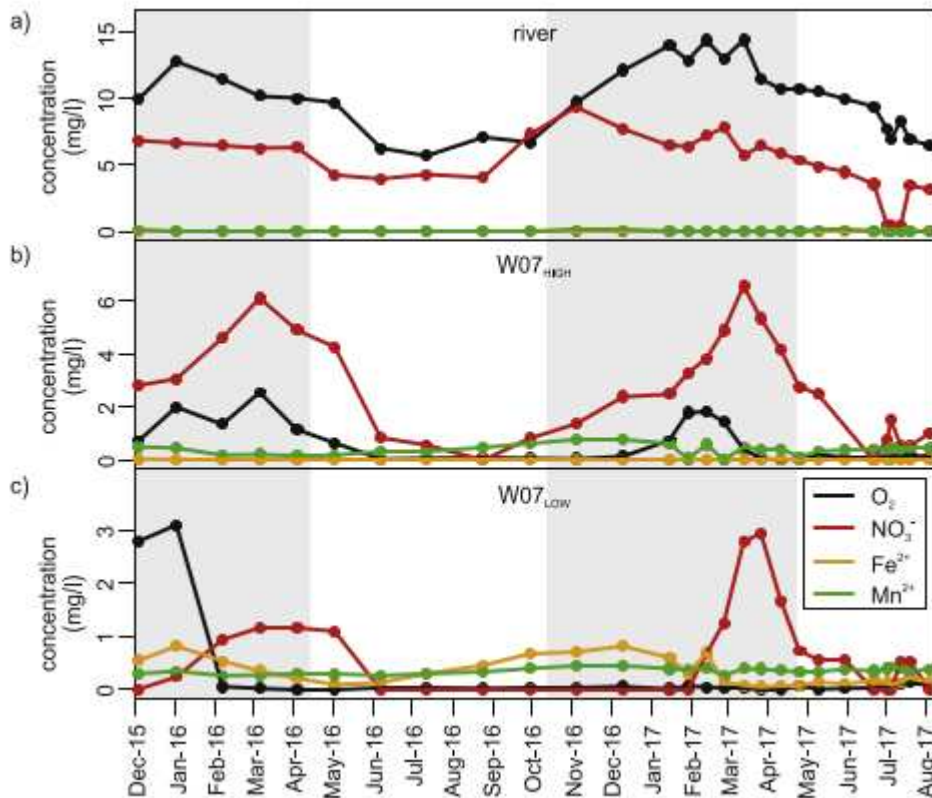 a)
river
15
10
5
0
concentration
(mg/l)
b)
W07HIGH
6
4
2
0
concentration
(mg/l)
c)
W07LOW
3
2
1
0
concentration
(mg/l)
O₂
NO₃⁻
Fe²⁺
Mn²⁺
Dec-15
Jan-16
Feb-16
Mar-16
Apr-16
May-16
Jun-16
Jul-16
Aug-16
Sep-16
Oct-16
Nov-16
Dec-16
Jan-17
Feb-17
Mar-17
Apr-17
May-17
Jun-17
Jul-17
Aug-17